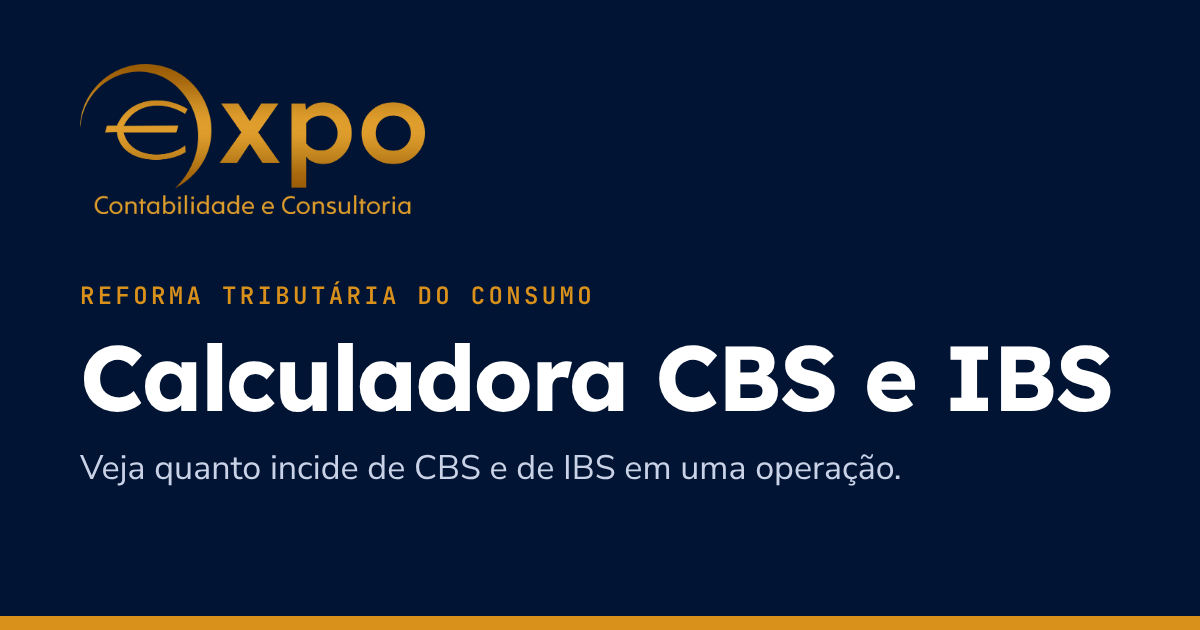 expo
Contabilidade e Consultoria
REFORMA TRIBUTÁRIA DO CONSUMO
Calculadora CBS e IBS
Veja quanto incide de CBS e de IBS em uma operação.